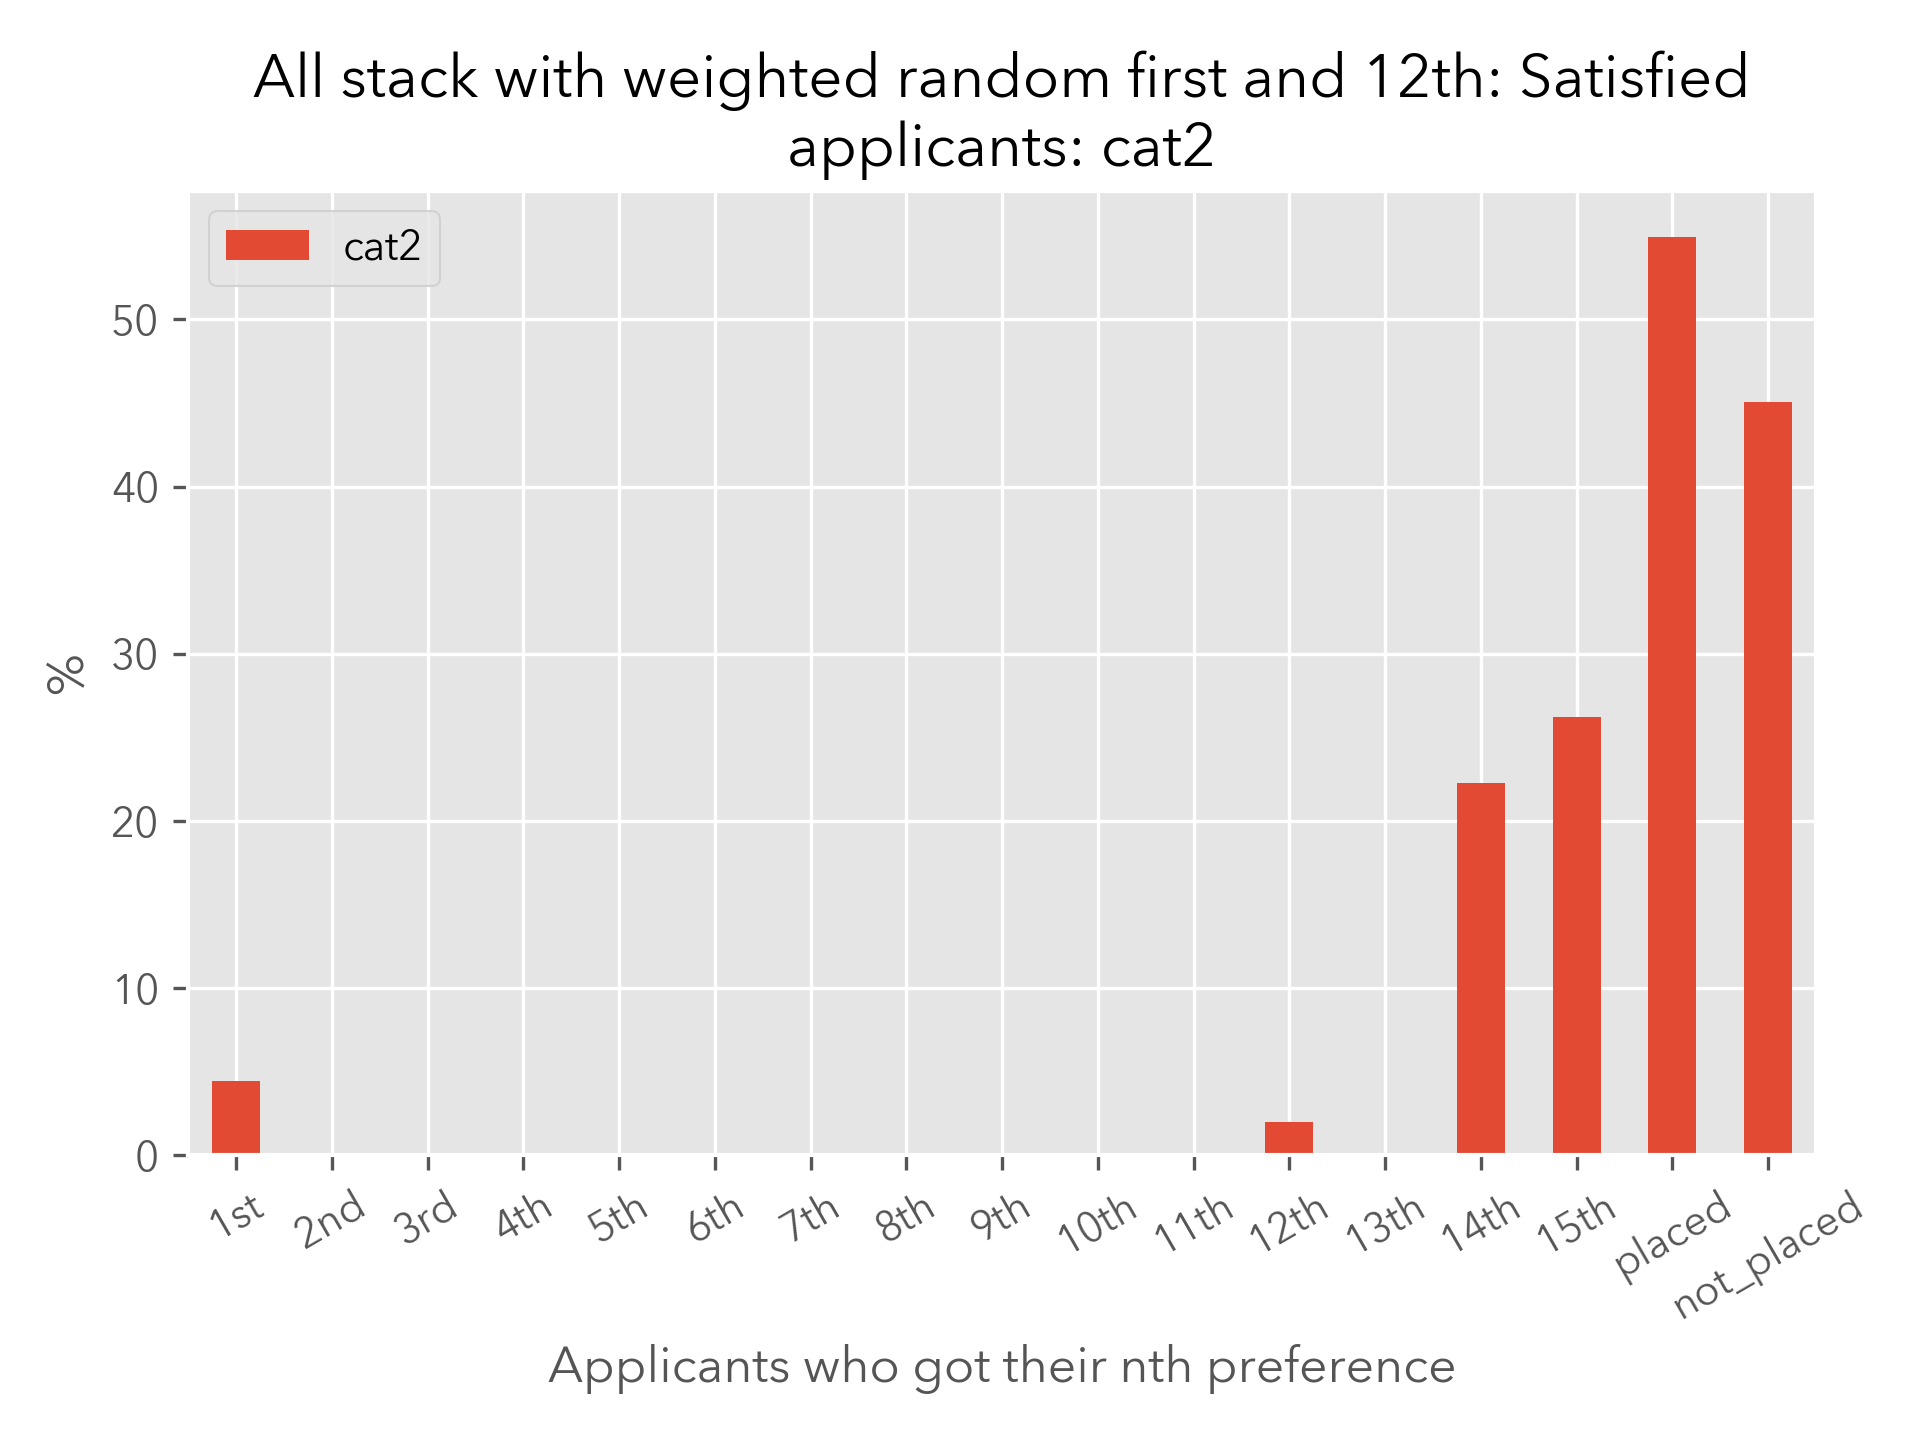 All stack with weighted random first and 12th: Satisfied
applicants: cat2
cat2
50
40
30
20
10
0
%
1st 2nd 3rd 4th 5th 6th 7th 8th 9th 10th 11th 12th 13th 14th 15th placed not_placed
Applicants who got their nth preference